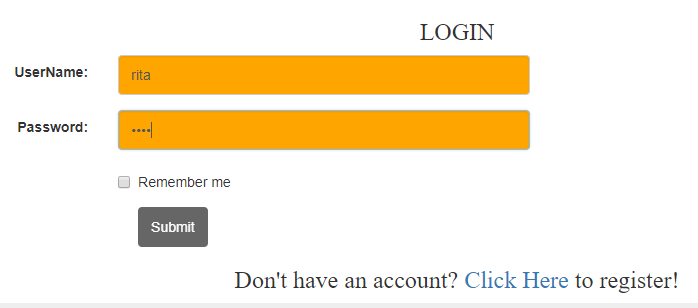 LOGIN
UserName: rita
Password: ••••
Remember me
Submit
Don't have an account? Click Here to register!